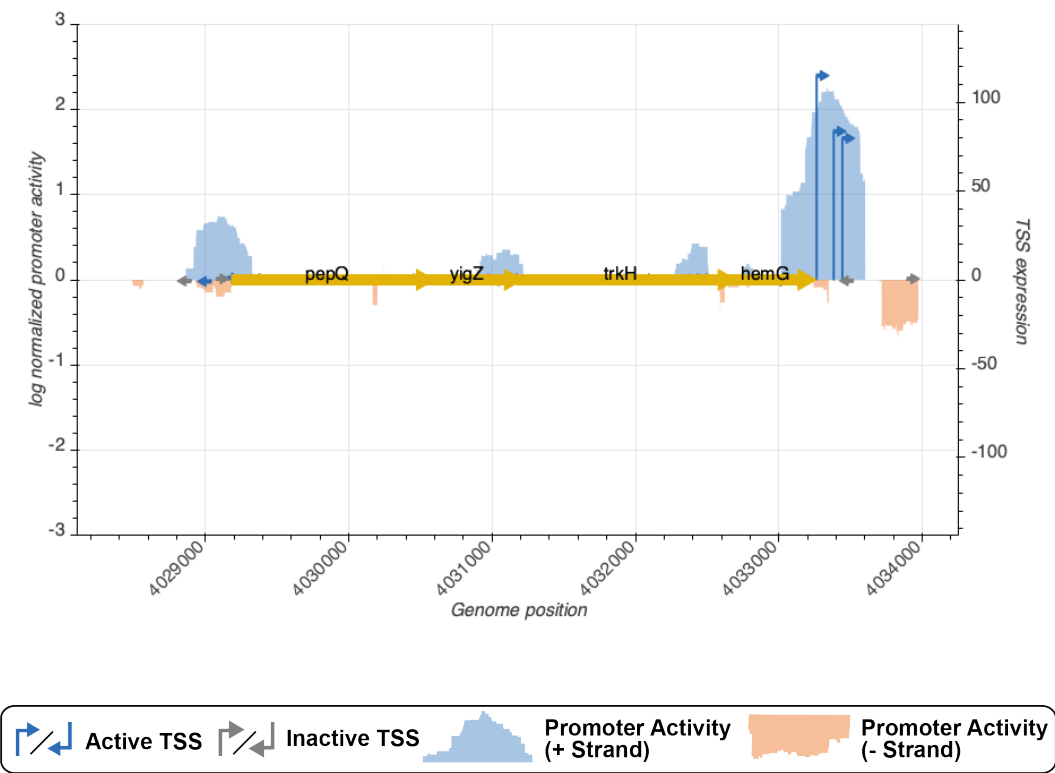 3
2
1
0
-1
-2
-3
log normalized promoter activity
100
50
0
-50
-100
TSS expression
pepQ
yigZ
trkH
hemG
4029000
4030000
4031000
4032000
4033000
4034000
Genome position
Active TSS
Inactive TSS
Promoter Activity
(+ Strand)
Promoter Activity
(- Strand)